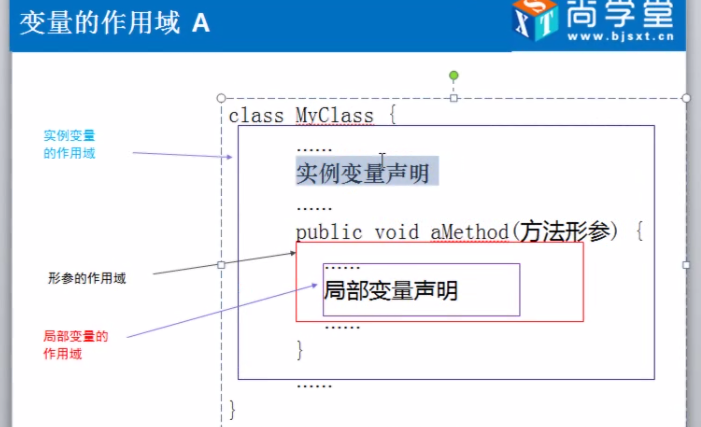 变量的作用域 A
SXT
尚学堂
www.bjsxt.cn
class MyClass {
实例变量
的作用域
......
实例变量声明
......
public void aMethod(方法形参) {
形参的作用域
......
局部变量声明
局部变量的
作用域
......
}
......
}